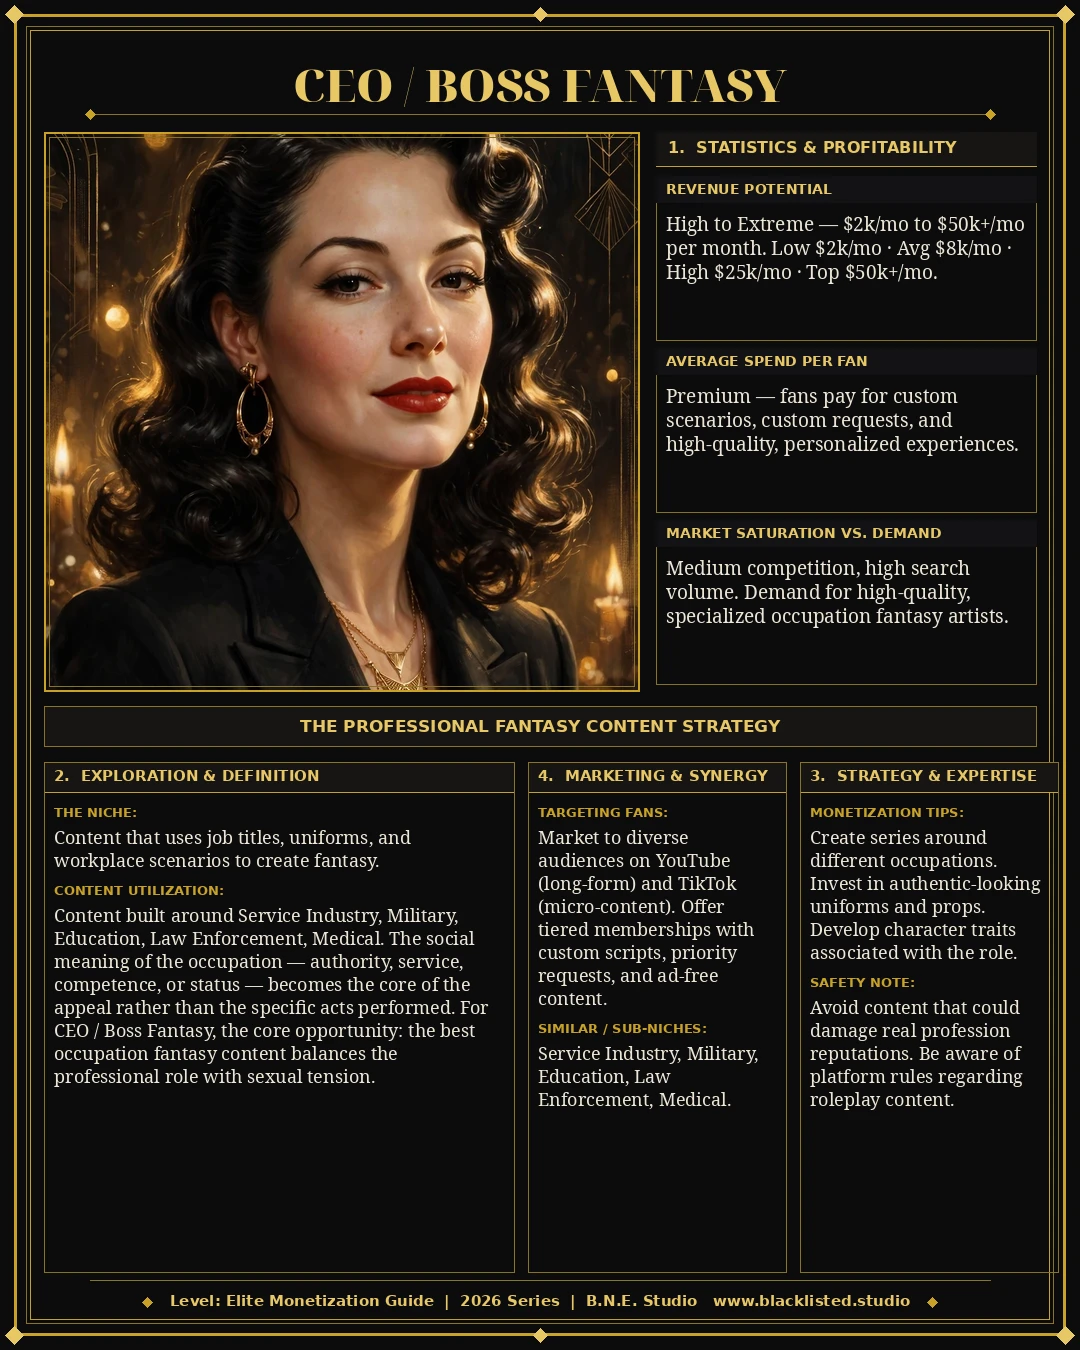 CEO / BOSS FANTASY
1. STATISTICS & PROFITABILITY
REVENUE POTENTIAL
High to Extreme — $2k/mo to $50k+/mo
per month. Low $2k/mo · Avg $8k/mo ·
High $25k/mo · Top $50k+/mo.
AVERAGE SPEND PER FAN
Premium — fans pay for custom
scenarios, custom requests, and
high-quality, personalized experiences.
MARKET SATURATION VS. DEMAND
Medium competition, high search
volume. Demand for high-quality,
specialized occupation fantasy artists.
THE PROFESSIONAL FANTASY CONTENT STRATEGY
2. EXPLORATION & DEFINITION
THE NICHE:
Content that uses job titles, uniforms, and
workplace scenarios to create fantasy.
CONTENT UTILIZATION:
Content built around Service Industry, Military,
Education, Law Enforcement, Medical. The social
meaning of the occupation — authority, service,
competence, or status — becomes the core of the
appeal rather than the specific acts performed. For
CEO / Boss Fantasy, the core opportunity: the best
occupation fantasy content balances the
professional role with sexual tension.
4. MARKETING & SYNERGY
TARGETING FANS:
Market to diverse
audiences on YouTube
(long-form) and TikTok
(micro-content). Offer
tiered memberships with
custom scripts, priority
requests, and ad-free
content.
SIMILAR / SUB-NICHES:
Service Industry, Military,
Education, Law
Enforcement, Medical.
3. STRATEGY & EXPERTISE
MONETIZATION TIPS:
Create series around
different occupations.
Invest in authentic-looking
uniforms and props.
Develop character traits
associated with the role.
SAFETY NOTE:
Avoid content that could
damage real profession
reputations. Be aware of
platform rules regarding
roleplay content.
Level: Elite Monetization Guide | 2026 Series | B.N.E. Studio www.blacklisted.studio